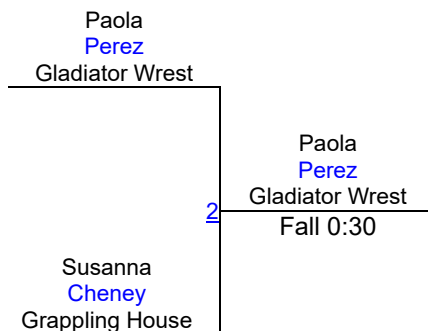 Paola
Perez
Gladiator Wrest
Paola
Perez
Gladiator Wrest
2
Fall 0:30
Susanna
Cheney
Grappling House